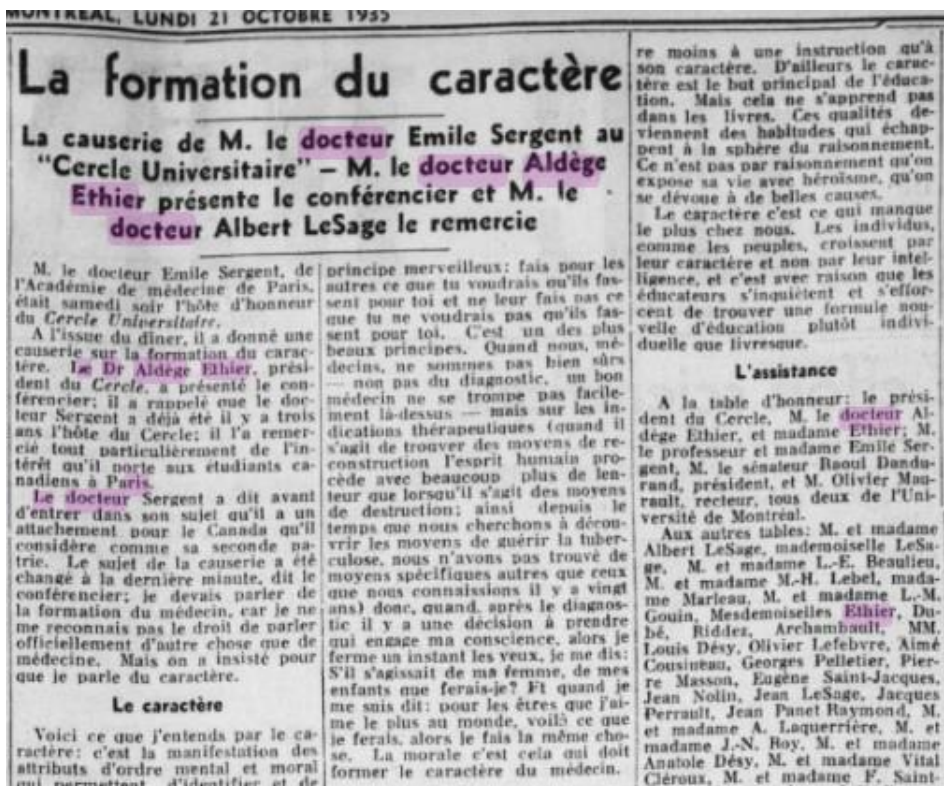 MONTREAL, LUNDI 21 OCTOBRE 1935
La formation du caractère
La causerie de M. le docteur Emile Sergent au
"Cercle Universitaire" — M. le docteur Aldège
Ethier présente le conférencier et M. le
docteur Albert LeSage le remercie
M. le docteur Emile Sergent, de
l'Académie de médecine de Paris,
était samedi soir l'hôte d'honneur
du Cercle Universitaire.
A l'issue du dîner, il a donné une
causerie sur la formation du carac-
tère. Le Dr Aldège Ethier, prési-
dent du Cercle, a présenté le con-
férencier; il a rappelé que le doc-
teur Sergent a déjà été il y a trois
ans l'hôte du Cercle; il l'a remer-
cié tout particulièrement de l'in-
térêt qu'il porte aux étudiants ca-
nadiens à Paris.
Le docteur Sergent a dit avant
d'entrer dans son sujet qu'il a un
attachement pour le Canada qu'il
considère comme sa seconde pa-
trie. Le sujet de la causerie a été
changé à la dernière minute, dit le
conférencier; je devais parler de
la formation du médecin, car je ne
me reconnais pas le droit de parler
officiellement d'autre chose que de
médecine. Mais on a insisté pour
que je parle du caractère.
Le caractère
Voici ce que j'entends par le ca-
ractère: c'est la manifestation des
attributs d'ordre mental et moral
qui permettent d'identifier et de
principe merveilleux: fais pour les
autres ce que tu voudrais qu'ils fas-
sent pour toi et ne leur fais pas ce
que tu ne voudrais pas qu'ils fas-
sent pour toi. C'est un des plus
beaux principes. Quand nous, mé-
decins, ne sommes pas bien sûrs
— non pas du diagnostic, un bon
médecin ne se trompe pas facile-
ment là-dessus — mais sur les in-
dications thérapeutiques (quand il
s'agit de trouver des moyens de re-
construction l'esprit humain pro-
cède avec beaucoup plus de len-
teur que lorsqu'il s'agit des moyens
de destruction; ainsi depuis le
temps que nous cherchons à décou-
vrir les moyens de guérir la tuber-
culose, nous n'avons pas trouvé de
moyens spécifiques autres que ceux
que nous connaissions il y a vingt
ans) donc, quand, après le diagnos-
tic il y a une décision à prendre
qui engage ma conscience, alors je
ferme un instant les yeux, je me dis:
S'il s'agissait de ma femme, de mes
enfants que ferais-je? Et quand je
me suis dit: pour les êtres que j'ai-
me le plus au monde, voilà ce que
je ferais, alors je fais la même cho-
se. La morale c'est cela qui doit
former le caractère du médecin.
re moins à une instruction qu'à
son caractère. D'ailleurs le carac-
tère est le but principal de l'éduca-
tion. Mais cela ne s'apprend pas
dans les livres. Ces qualités de-
viennent des habitudes qui échap-
pent à la sphère du raisonnement.
Ce n'est pas par raisonnement qu'on
expose sa vie avec héroïsme, qu'on
se dévoue à de belles causes.
Le caractère c'est ce qui manque
le plus chez nous. Les individus,
comme les peuples, croissent par
leur caractère et non par leur intel-
ligence, et c'est avec raison que les
éducateurs s'inquiètent et s'effor-
cent de trouver une formule nou-
velle d'éducation plutôt indivi-
duelle que livresque.
L'assistance
A la table d'honneur: le prési-
dent du Cercle, M. le docteur Al-
dège Ethier, et madame Ethier; M.
le professeur et madame Emile Ser-
gent, M. le sénateur Raoul Dandu-
rand, président, et M. Olivier Mau-
rault, recteur, tous deux de l'Uni-
versité de Montréal.
Aux autres tables: M. et madame
Albert LeSage, mademoiselle LeSa-
ge, M. et madame L.-E. Beaulieu,
M. et madame M.-H. Lebel, mada-
me Marleau, M. et madame L.-M.
Gouin, Mesdemoiselles Ethier, Du-
bé, Riddez, Archambault, MM.
Louis Désy, Olivier Lefebvre, Aimé
Cousineau, Georges Pelletier, Pier-
re Masson, Eugène Saint-Jacques,
Jean Nolin, Jean LeSage, Jacques
Perrault, Jean Panet Raymond, M.
et madame A. Laquerrière, M. et
madame J.-N. Roy, M. et madame
Anatole Désy, M. et madame Vital
Cléroux, M. et madame F. Saint-